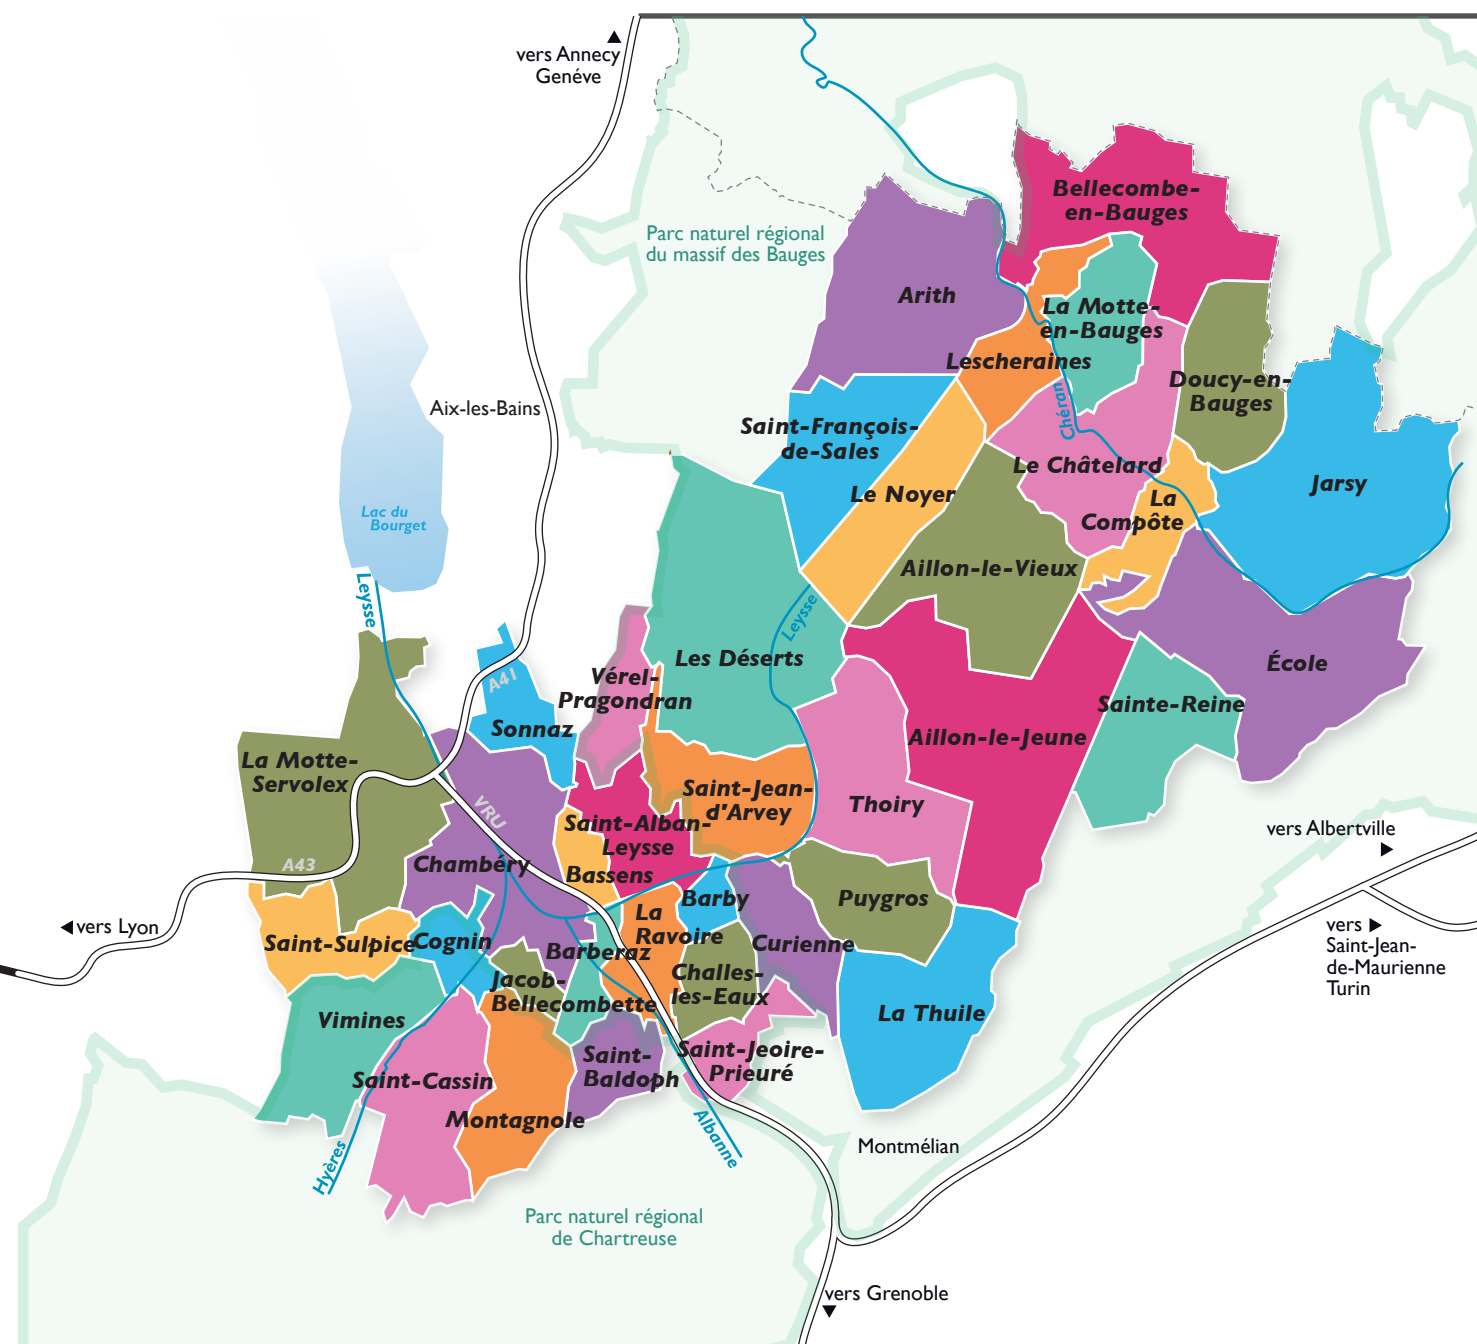 vers Annecy
Genéve
Parc naturel régional
du massif des Bauges
Bellecombe-
en-Bauges
Arith
La Motte-
en-Bauges
Lescheraines
Doucy-en-
Bauges
Aix-les-Bains
Chéran
Saint-François-
de-Sales
Le Châtelard
Jarsy
Le Noyer
La
Compôte
Lac du
Bourget
Aillon-le-Vieux
Leysse
Leysse
Les Déserts
École
A41
Vérel-
Pragondran
Sainte-Reine
Sonnaz
Aillon-le-Jeune
La Motte-
Servolex
VRU
Saint-Jean-
d'Arvey
Thoiry
Saint-Alban-
Leysse
vers Albertville
A43
Chambéry
Bassens
Barby
Puygros
vers Lyon
La
Ravoire
vers
Saint-Jean-
de-Maurienne
Turin
Saint-Sulpice
Cognin
Barberaz
Curienne
Jacob-
Bellecombette
Challes-
les-Eaux
Vimines
La Thuile
Saint-
Baldoph
Saint-Jeoire-
Prieuré
Saint-Cassin
Montagnole
Albanne
Montmélian
Hyères
Parc naturel régional
de Chartreuse
vers Grenoble